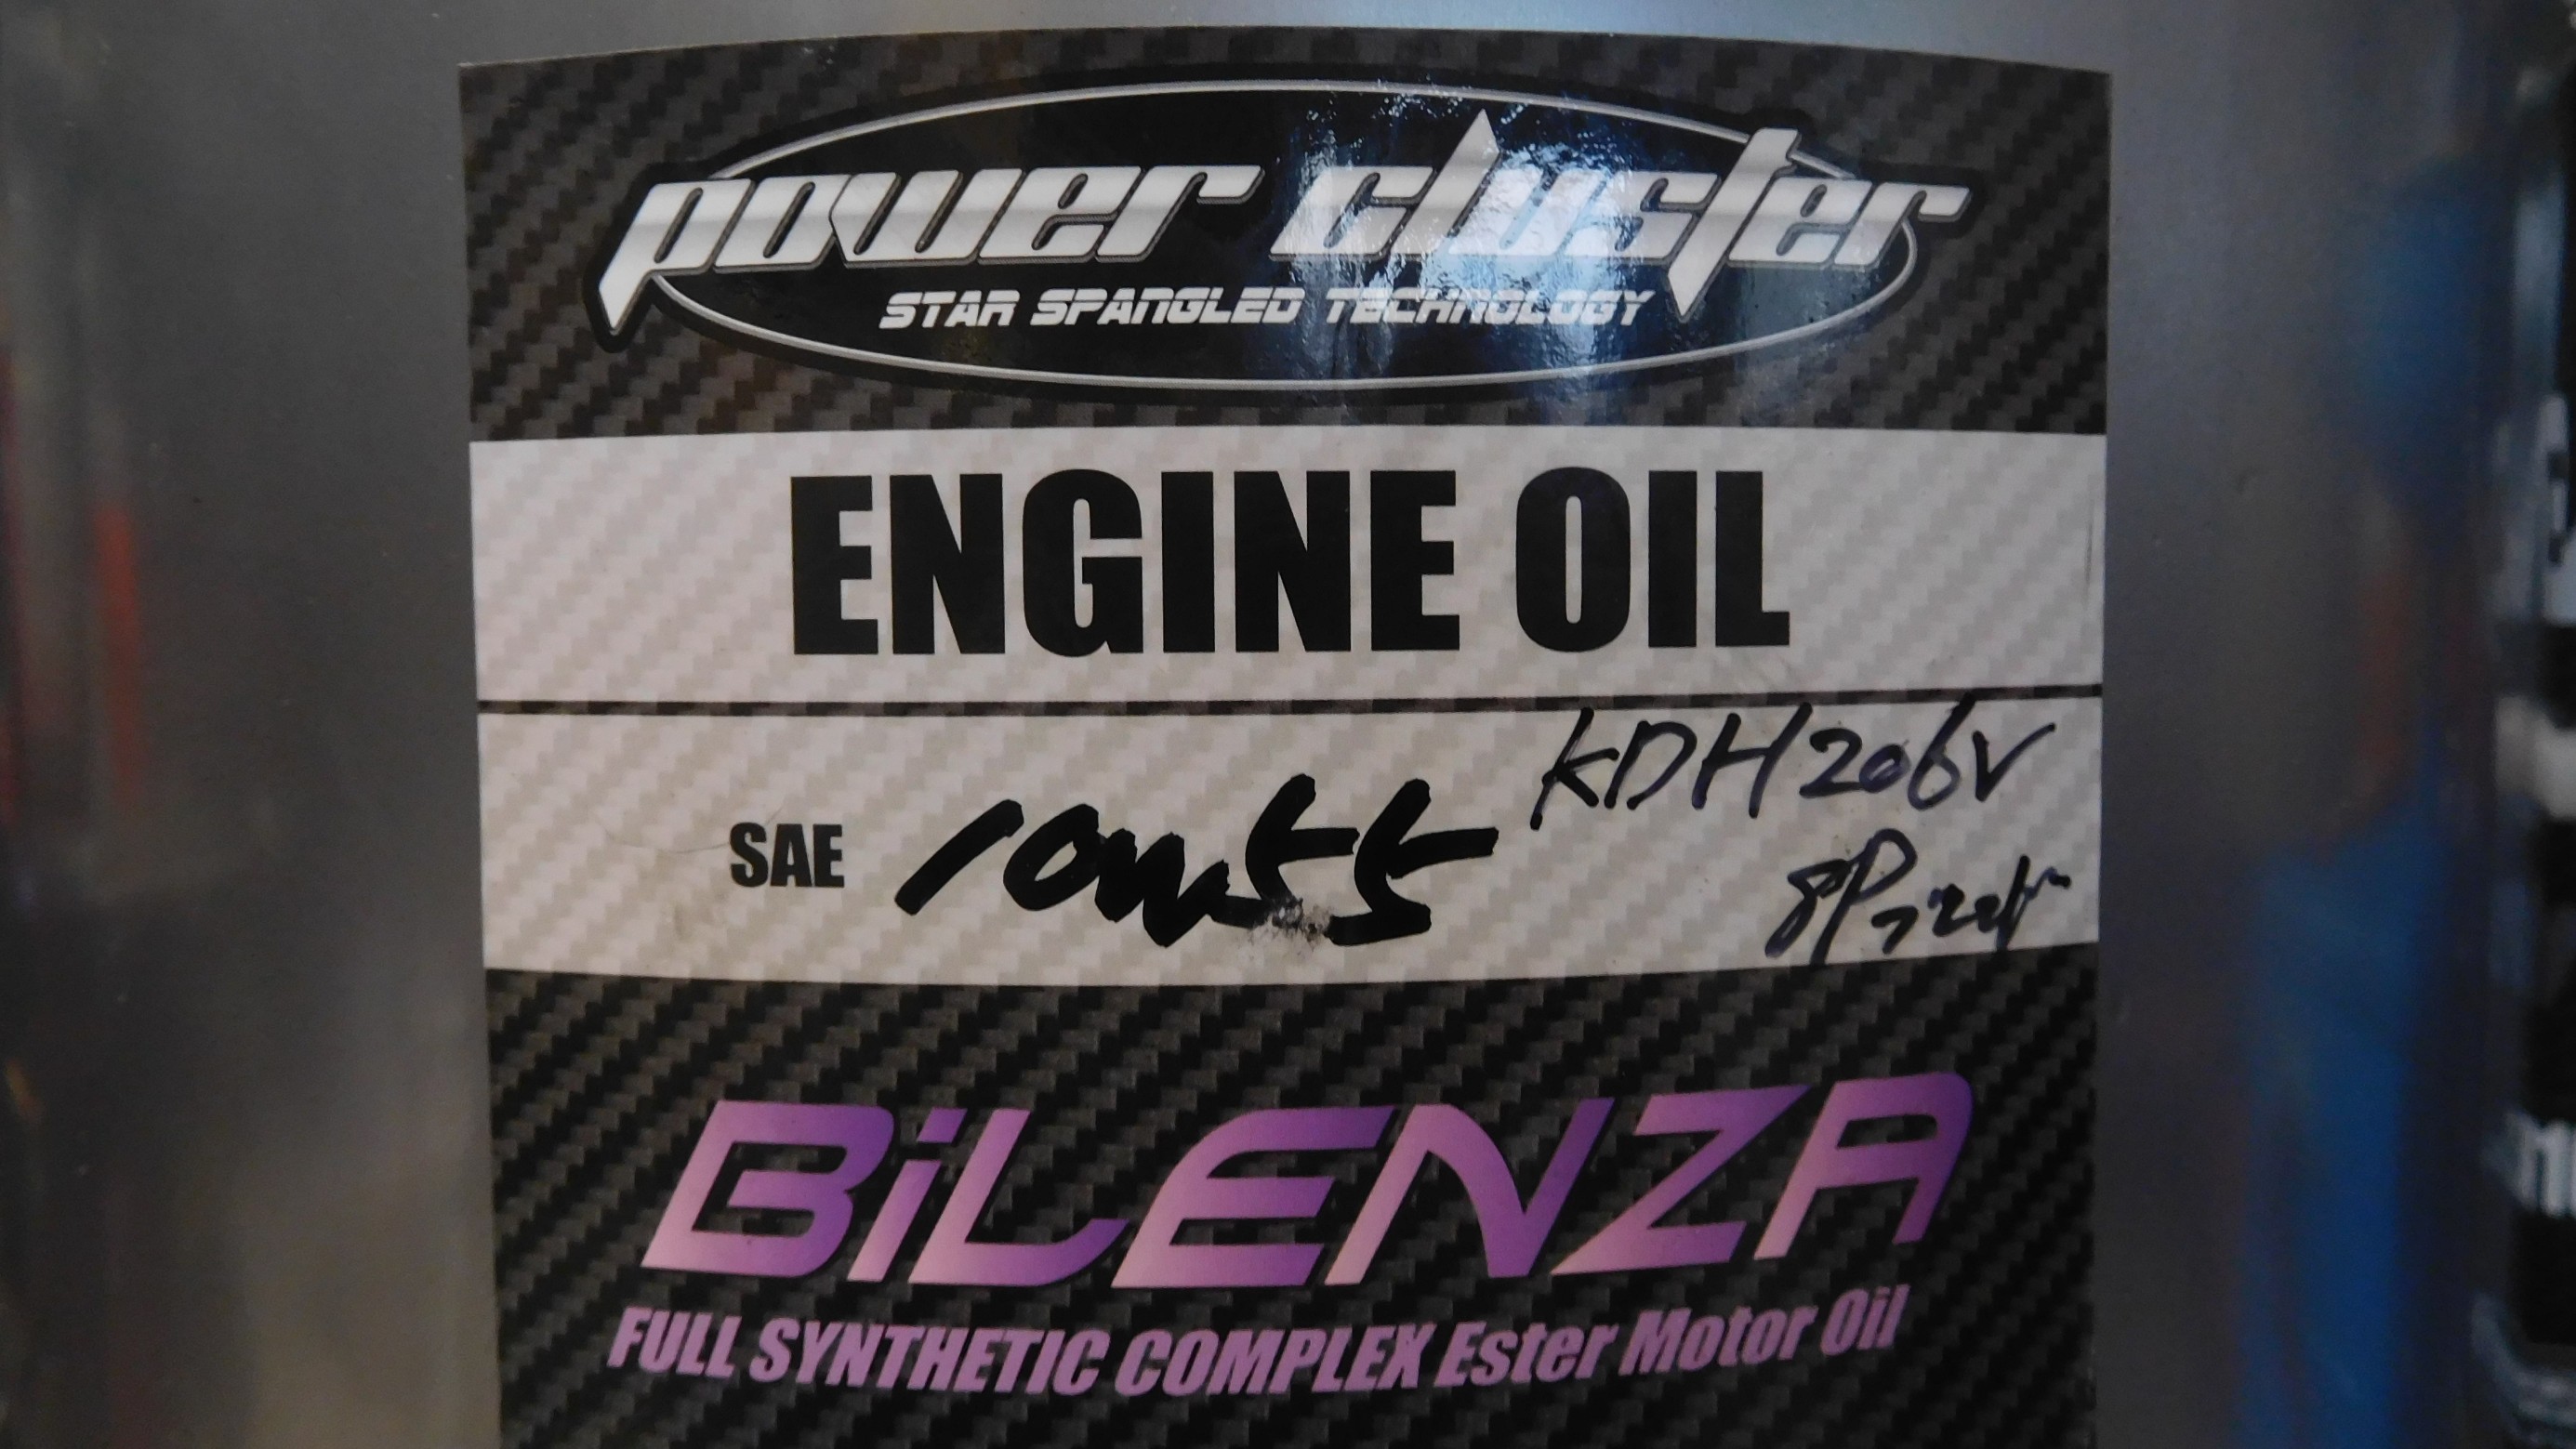 power cluster
STAR SPANGLED TECHNOLOGY
ENGINE OIL
KDH206V
SAE 10w55
BiLENZA
FULL SYNTHETIC COMPLEX Ester Motor Oil